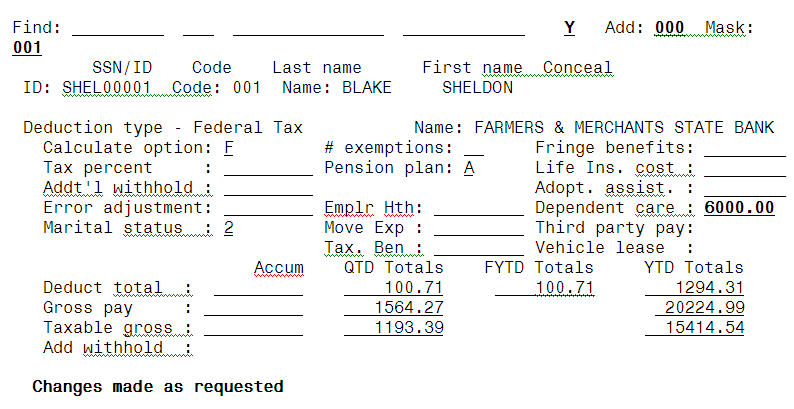 Find: Y Add: 000 Mask:
001
SSN/ID Code Last name First name Conceal
ID: SHEL00001 Code: 001 Name: BLAKE SHELDON
Deduction type - Federal Tax Name: FARMERS & MERCHANTS STATE BANK
Calculate option: F # exemptions: __ Fringe benefits:
Tax percent : Pension plan: A Life Ins. cost :
Addt'l withhold : Adopt. assist. :
Error adjustment: Emplr Hth: Dependent care : 6000.00
Marital status : 2 Move Exp : Third party pay:
Tax. Ben : Vehicle lease :
Accum QTD Totals FYTD Totals YTD Totals
Deduct total : 100.71 100.71 1294.31
Gross pay : 1564.27 20224.99
Taxable gross : 1193.39 15414.54
Add withhold :
Changes made as requested